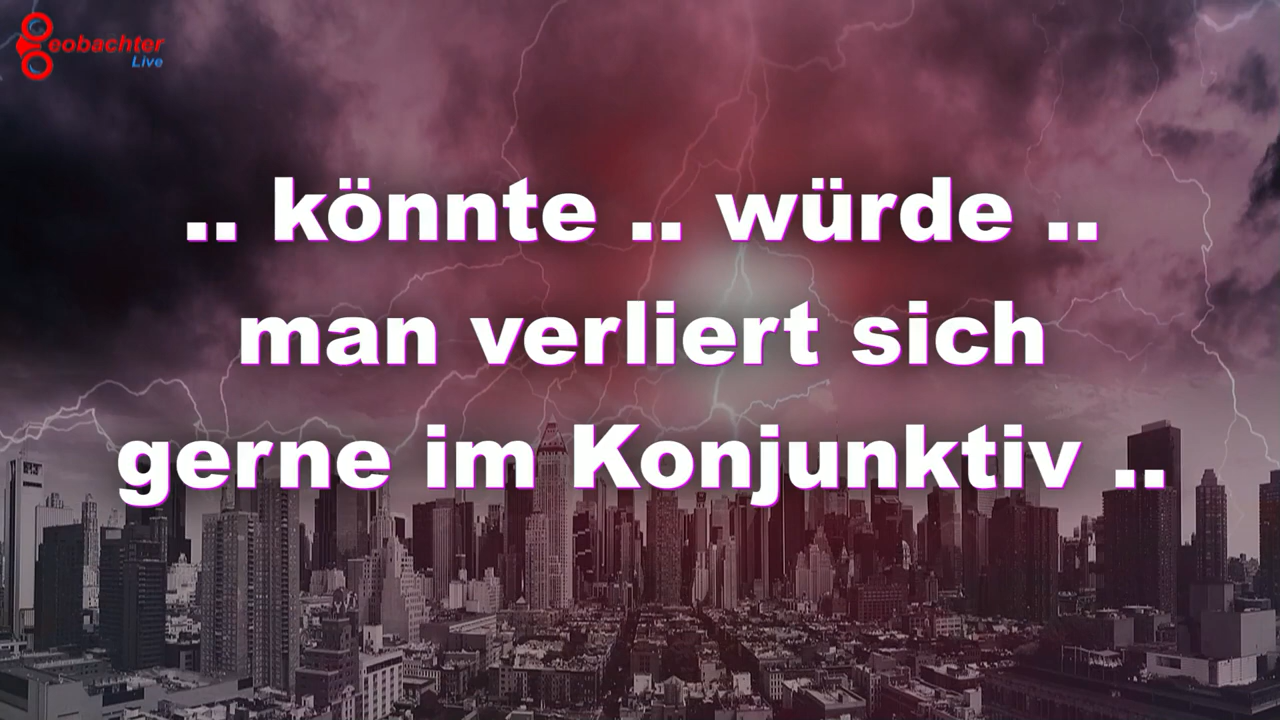 Beobachter
Live
.. könnte .. würde ..
man verliert sich
gerne im Konjunktiv ..